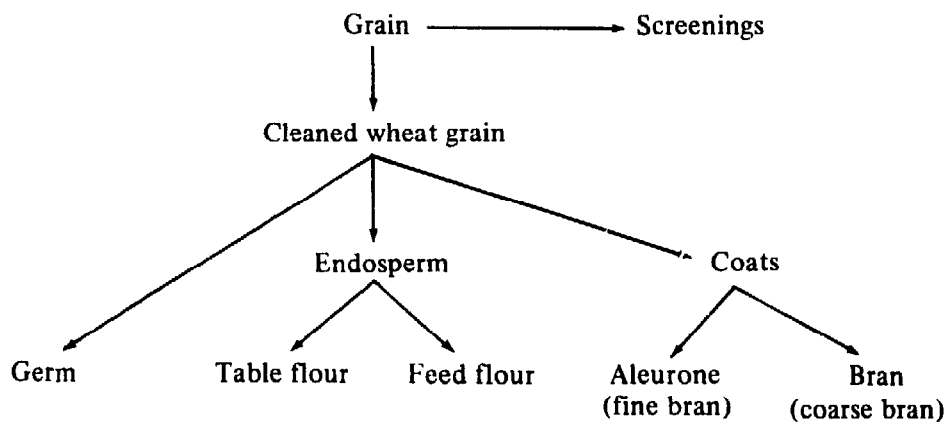 Grain
Screenings
Cleaned wheat grain
Endosperm
Coats
Germ
Table flour
Feed flour
Aleurone
(fine bran)
Bran
(coarse bran)